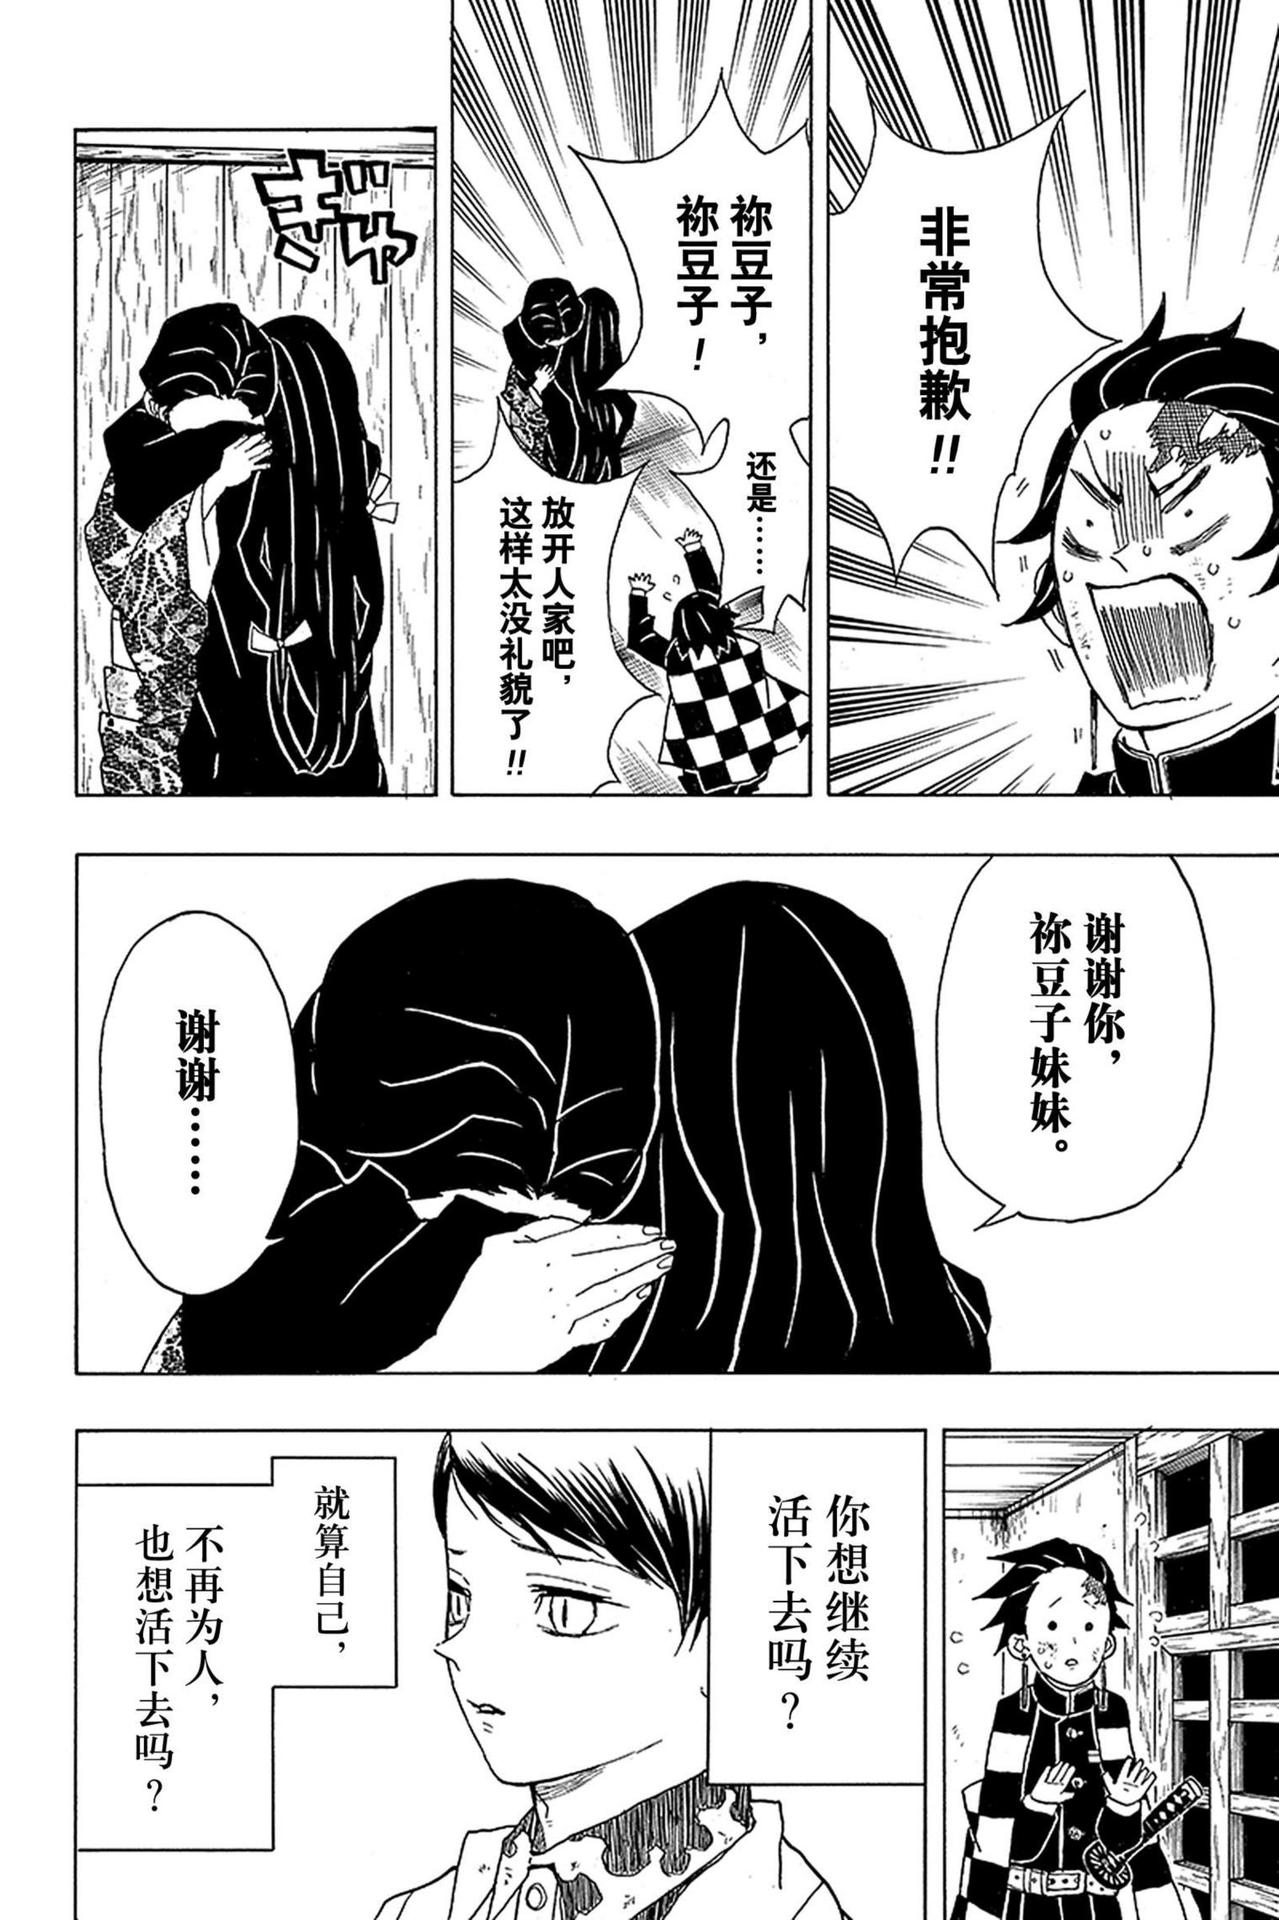 非常抱歉!!
祢豆子，
祢豆子！
还是……
放开人家吧，
这样太没礼貌了!!
ぎゅ
谢谢你，
祢豆子妹妹。
谢谢……
你想继续
活下去吗？
就算自己，
不再为人，
也想活下去吗？